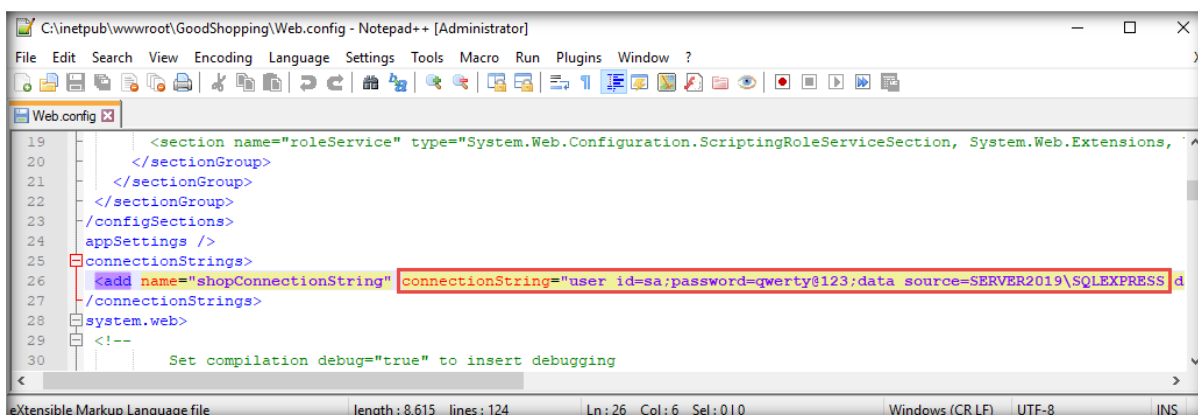 C:\inetpub\wwwroot\GoodShopping\Web.config - Notepad++ [Administrator]
File Edit Search View Encoding Language Settings Tools Macro Run Plugins Window ?
Web.config
19 <section name="roleService" type="System.Web.Configuration.ScriptingRoleServiceSection, System.Web.Extensions,
20 </sectionGroup>
21 </sectionGroup>
22 </sectionGroup>
23 /configSections>
24 appSettings />
25 connectionStrings>
26 <add name="shopConnectionString" connectionString="user id=sa;password=qwerty@123;data source=SERVER2019\SQLEXPRESS d
27 /connectionStrings>
28 system.web>
29 <!--
30 Set compilation debug="true" to insert debugging
eXtensible Markup Language file length : 8,615 lines : 124 Ln : 26 Col : 6 Sel : 0 | 0 Windows (CR LF) UTF-8 INS